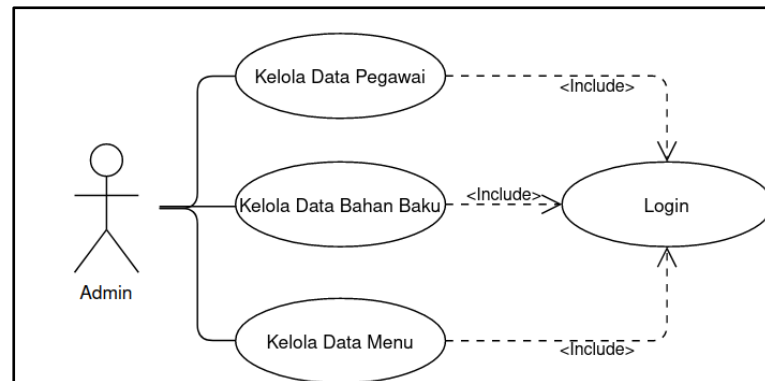 Kelola Data Pegawai
<Include>
Kelola Data Bahan Baku
<Include>
Login
Admin
Kelola Data Menu
<Include>